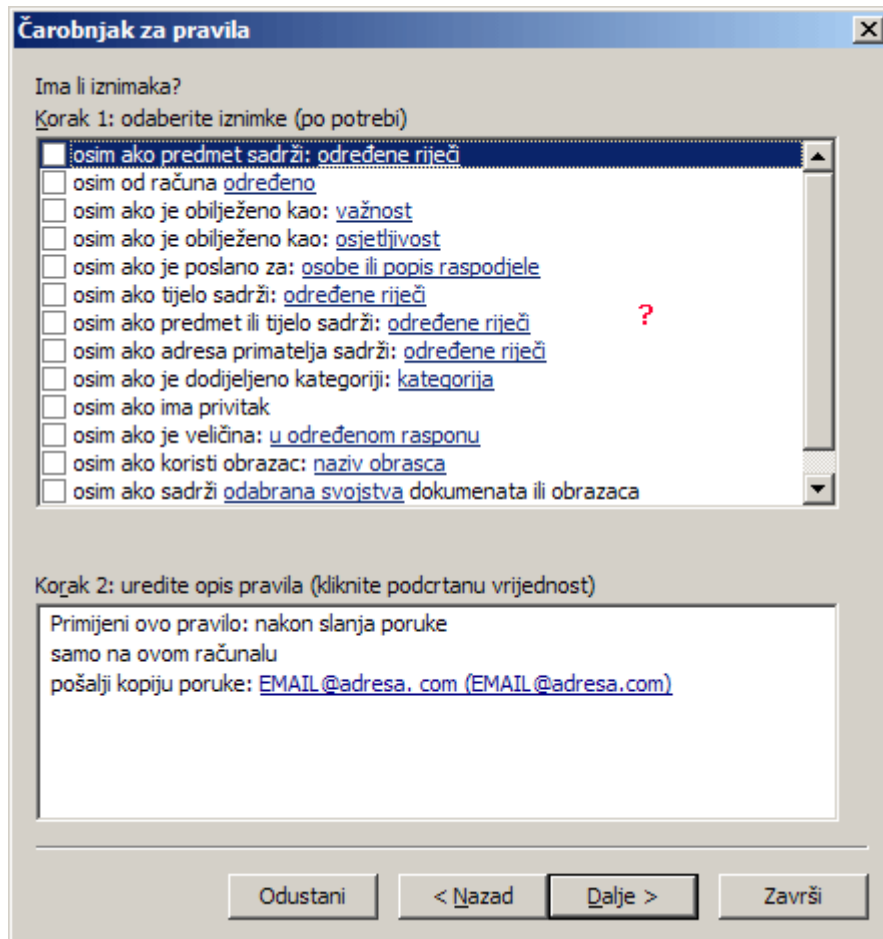 Čarobnjak za pravila
Ima li iznimaka?
Korak 1: odaberite iznimke (po potrebi)
osim ako predmet sadrži: određene riječi
osim od računa određeno
osim ako je obilježeno kao: važnost
osim ako je obilježeno kao: osjetljivost
osim ako je poslano za: osobe ili popis raspodjele
osim ako tijelo sadrži: određene riječi
osim ako predmet ili tijelo sadrži: određene riječi
?
osim ako adresa primatelja sadrži: određene riječi
osim ako je dodijeljeno kategoriji: kategorija
osim ako ima privitak
osim ako je veličina: u određenom rasponu
osim ako koristi obrazac: naziv obrasca
osim ako sadrži odabrana svojstva dokumenata ili obrazaca
Korak 2: uredite opis pravila (kliknite podcrtanu vrijednost)
Primijeni ovo pravilo: nakon slanja poruke
samo na ovom računalu
pošalji kopiju poruke: EMAIL@adresa. com (EMAIL@adresa.com)
Odustani
< Nazad
Dalje >
Završi